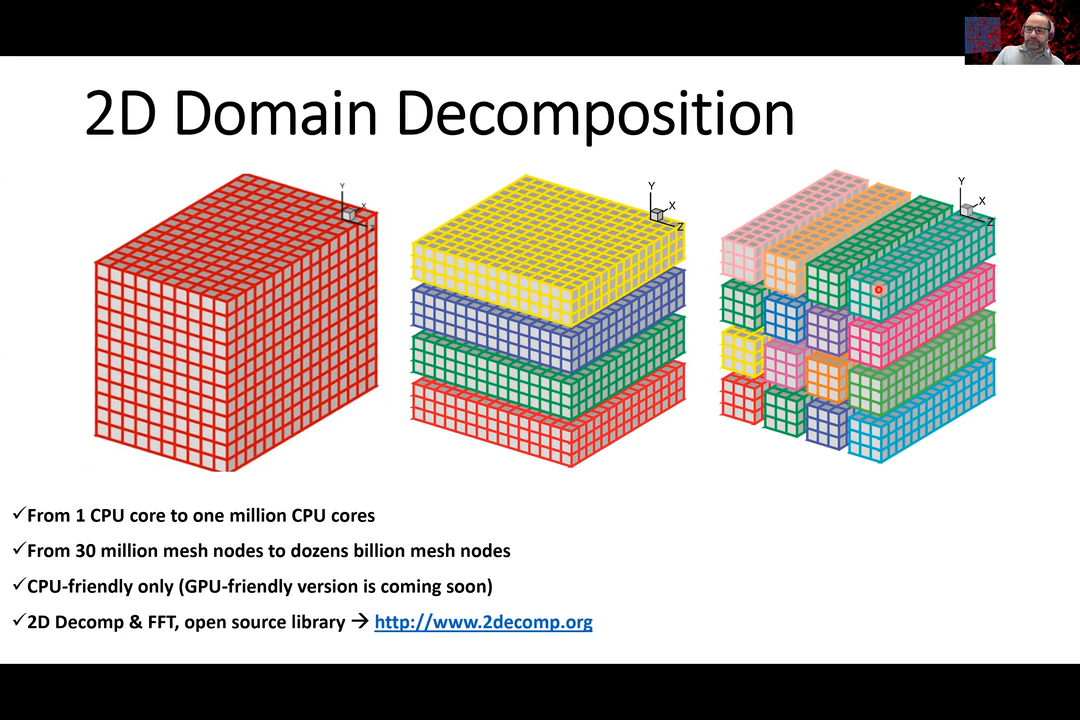 2D Domain Decomposition
Y
X
Z
Y
X
Z
Y
X
Z
✓From 1 CPU core to one million CPU cores
✓From 30 million mesh nodes to dozens billion mesh nodes
✓CPU-friendly only (GPU-friendly version is coming soon)
✓2D Decomp & FFT, open source library → http://www.2decomp.org